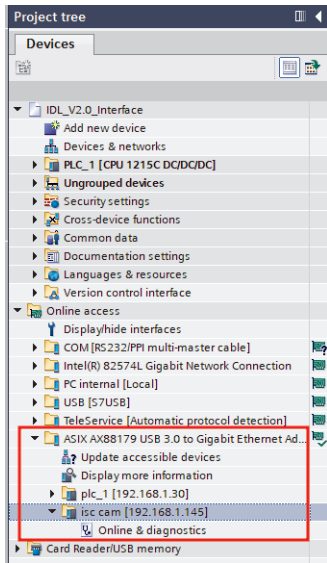 Project tree
Devices
IDL_V2.0_Interface
Add new device
Devices & networks
PLC_1 [CPU 1215C DC/DC/DC]
Ungrouped devices
Security settings
Cross-device functions
Common data
Documentation settings
Languages & resources
Version control interface
Online access
Display/hide interfaces
COM [RS232/PPI multi-master cable]
Intel(R) 82574L Gigabit Network Connection
PC internal [Local]
USB [S7USB]
TeleService [Automatic protocol detection]
ASIX AX88179 USB 3.0 to Gigabit Ethernet Ad...
Update accessible devices
Display more information
plc_1 [192.168.1.30]
isc cam [192.168.1.145]
Online & diagnostics
Card Reader/USB memory